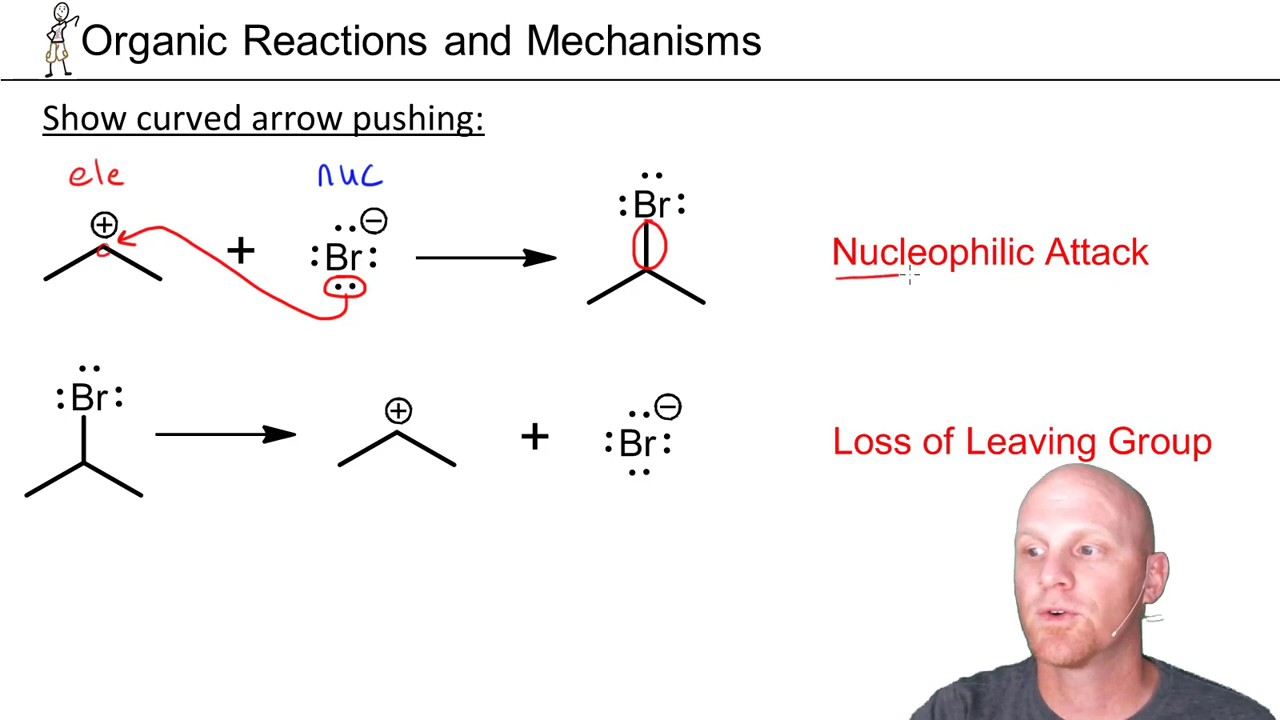 Organic Reactions and Mechanisms
Show curved arrow pushing:
ele
nuc
⊕
+
:Br: ⊖
:Br:
Nucleophilic Attack
:Br:
⊕
+
:Br: ⊖
Loss of Leaving Group